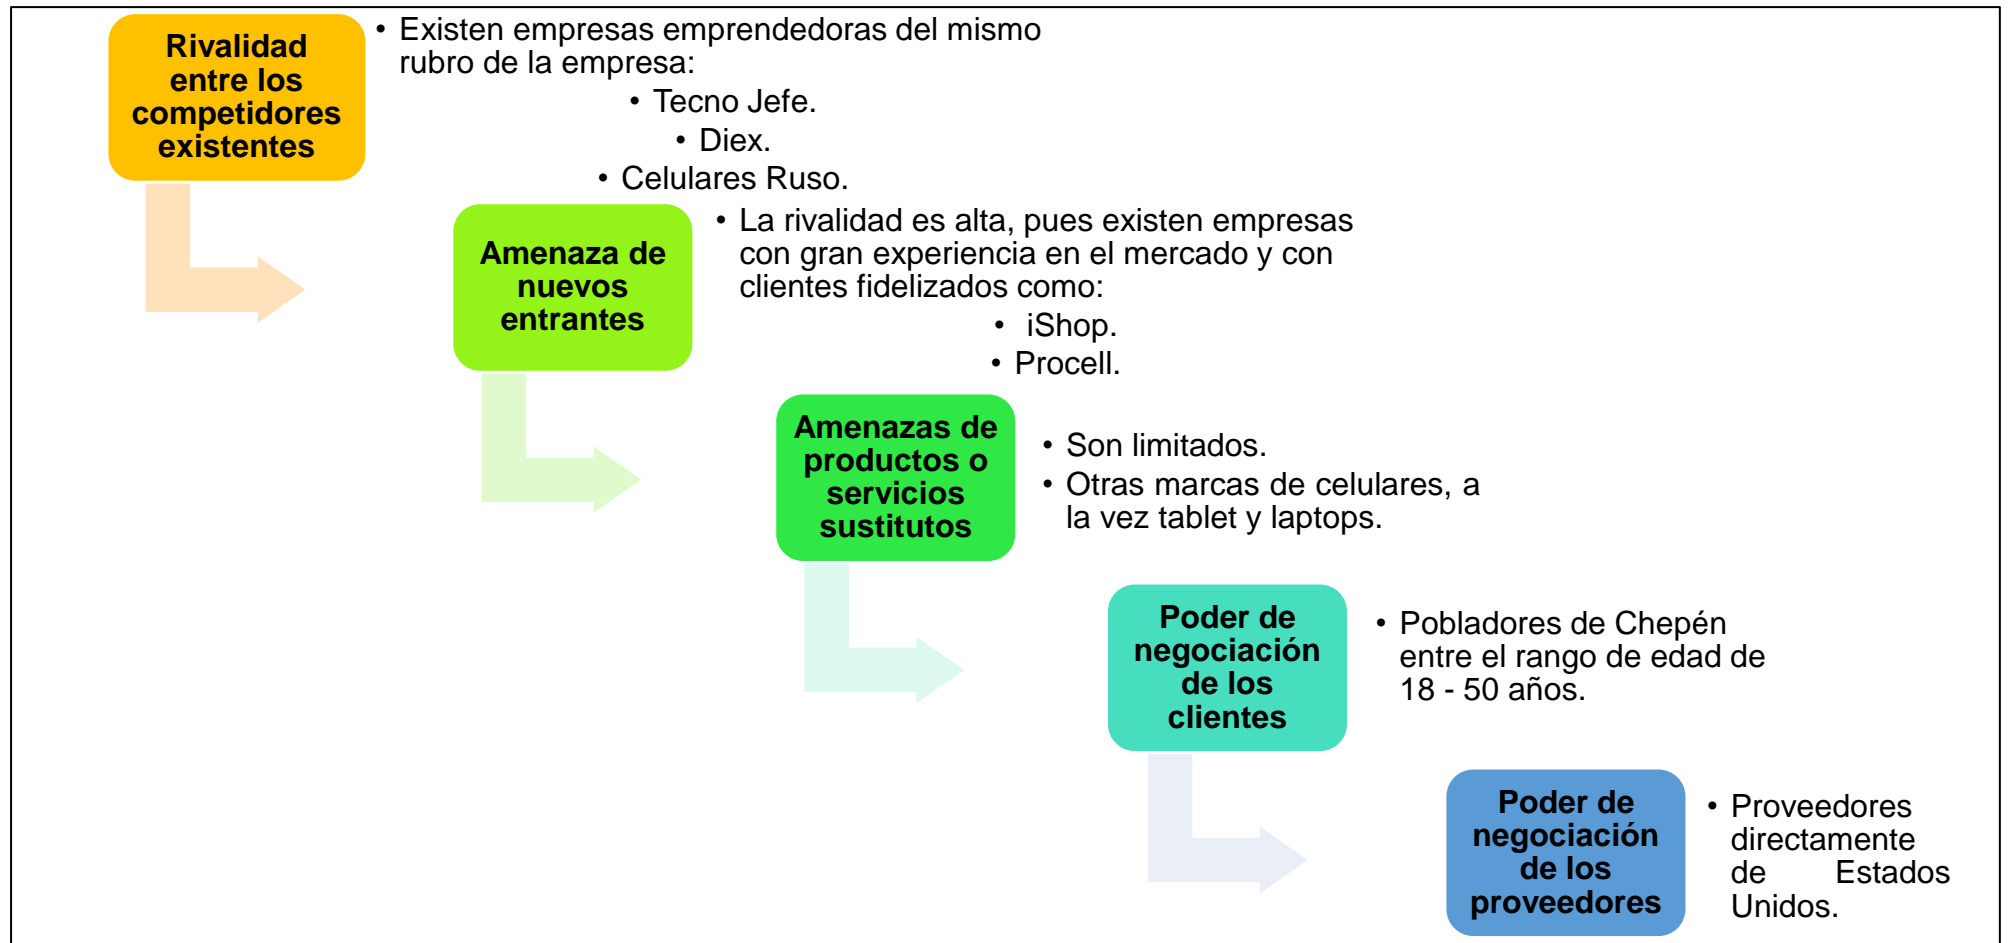 Rivalidad
entre los
competidores
existentes
• Existen empresas emprendedoras del mismo
rubro de la empresa:
• Tecno Jefe.
• Diex.
• Celulares Ruso.
Amenaza de
nuevos
entrantes
• La rivalidad es alta, pues existen empresas
con gran experiencia en el mercado y con
clientes fidelizados como:
• iShop.
• Procell.
Amenazas de
productos o
servicios
sustitutos
• Son limitados.
• Otras marcas de celulares, a
la vez tablet y laptops.
Poder de
negociación
de los
clientes
• Pobladores de Chepén
entre el rango de edad de
18 - 50 años.
Poder de
negociación
de los
proveedores
• Proveedores
directamente
de Estados
Unidos.